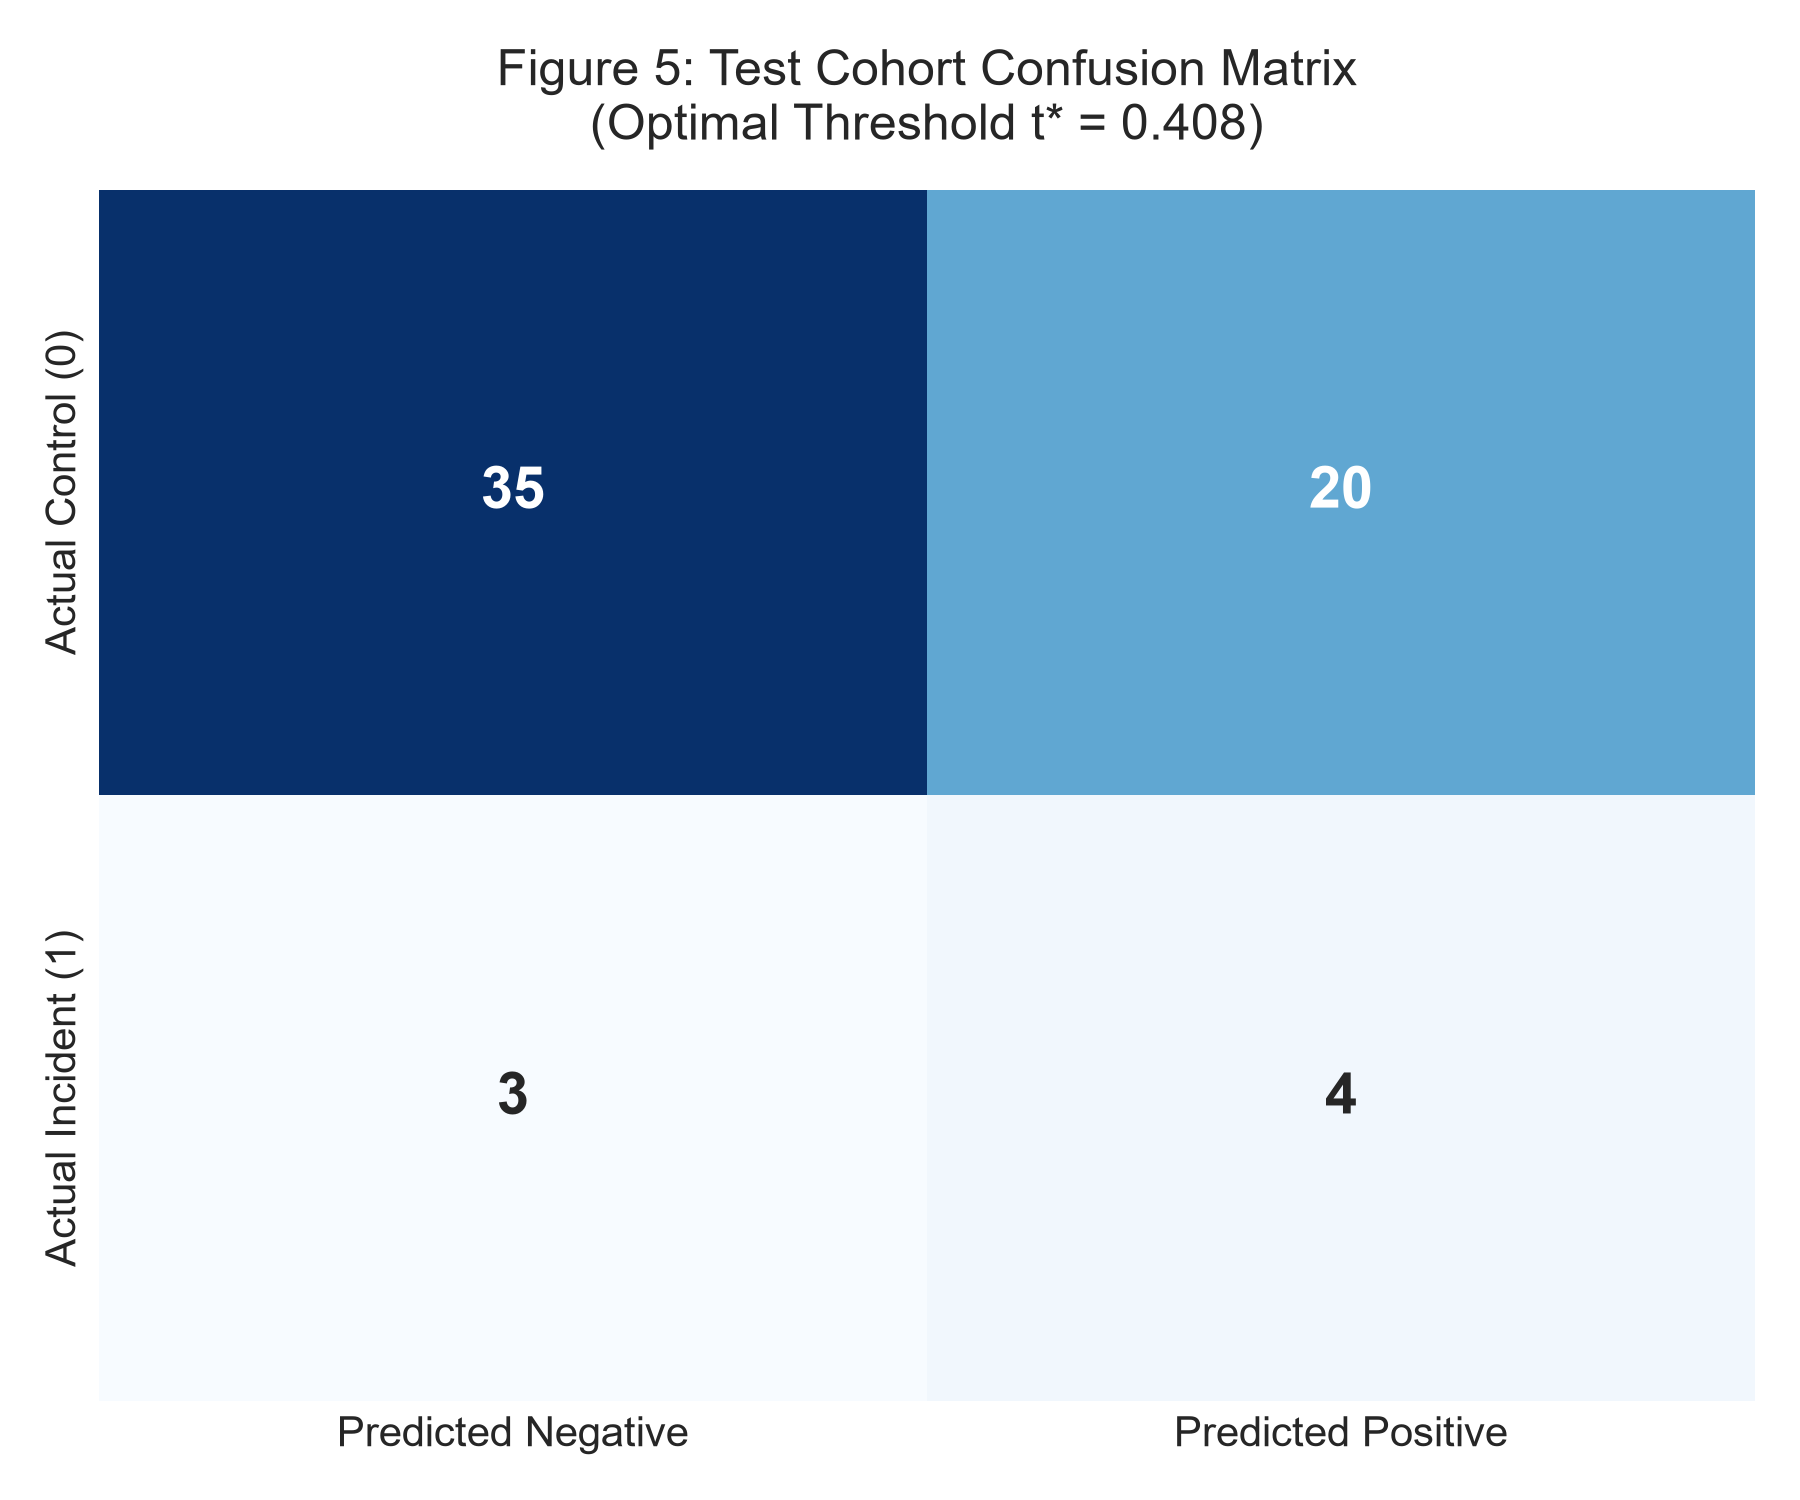 Figure 5: Test Cohort Confusion Matrix
(Optimal Threshold t* = 0.408)
Actual Control (0)
35
20
Actual Incident (1)
3
4
Predicted Negative
Predicted Positive